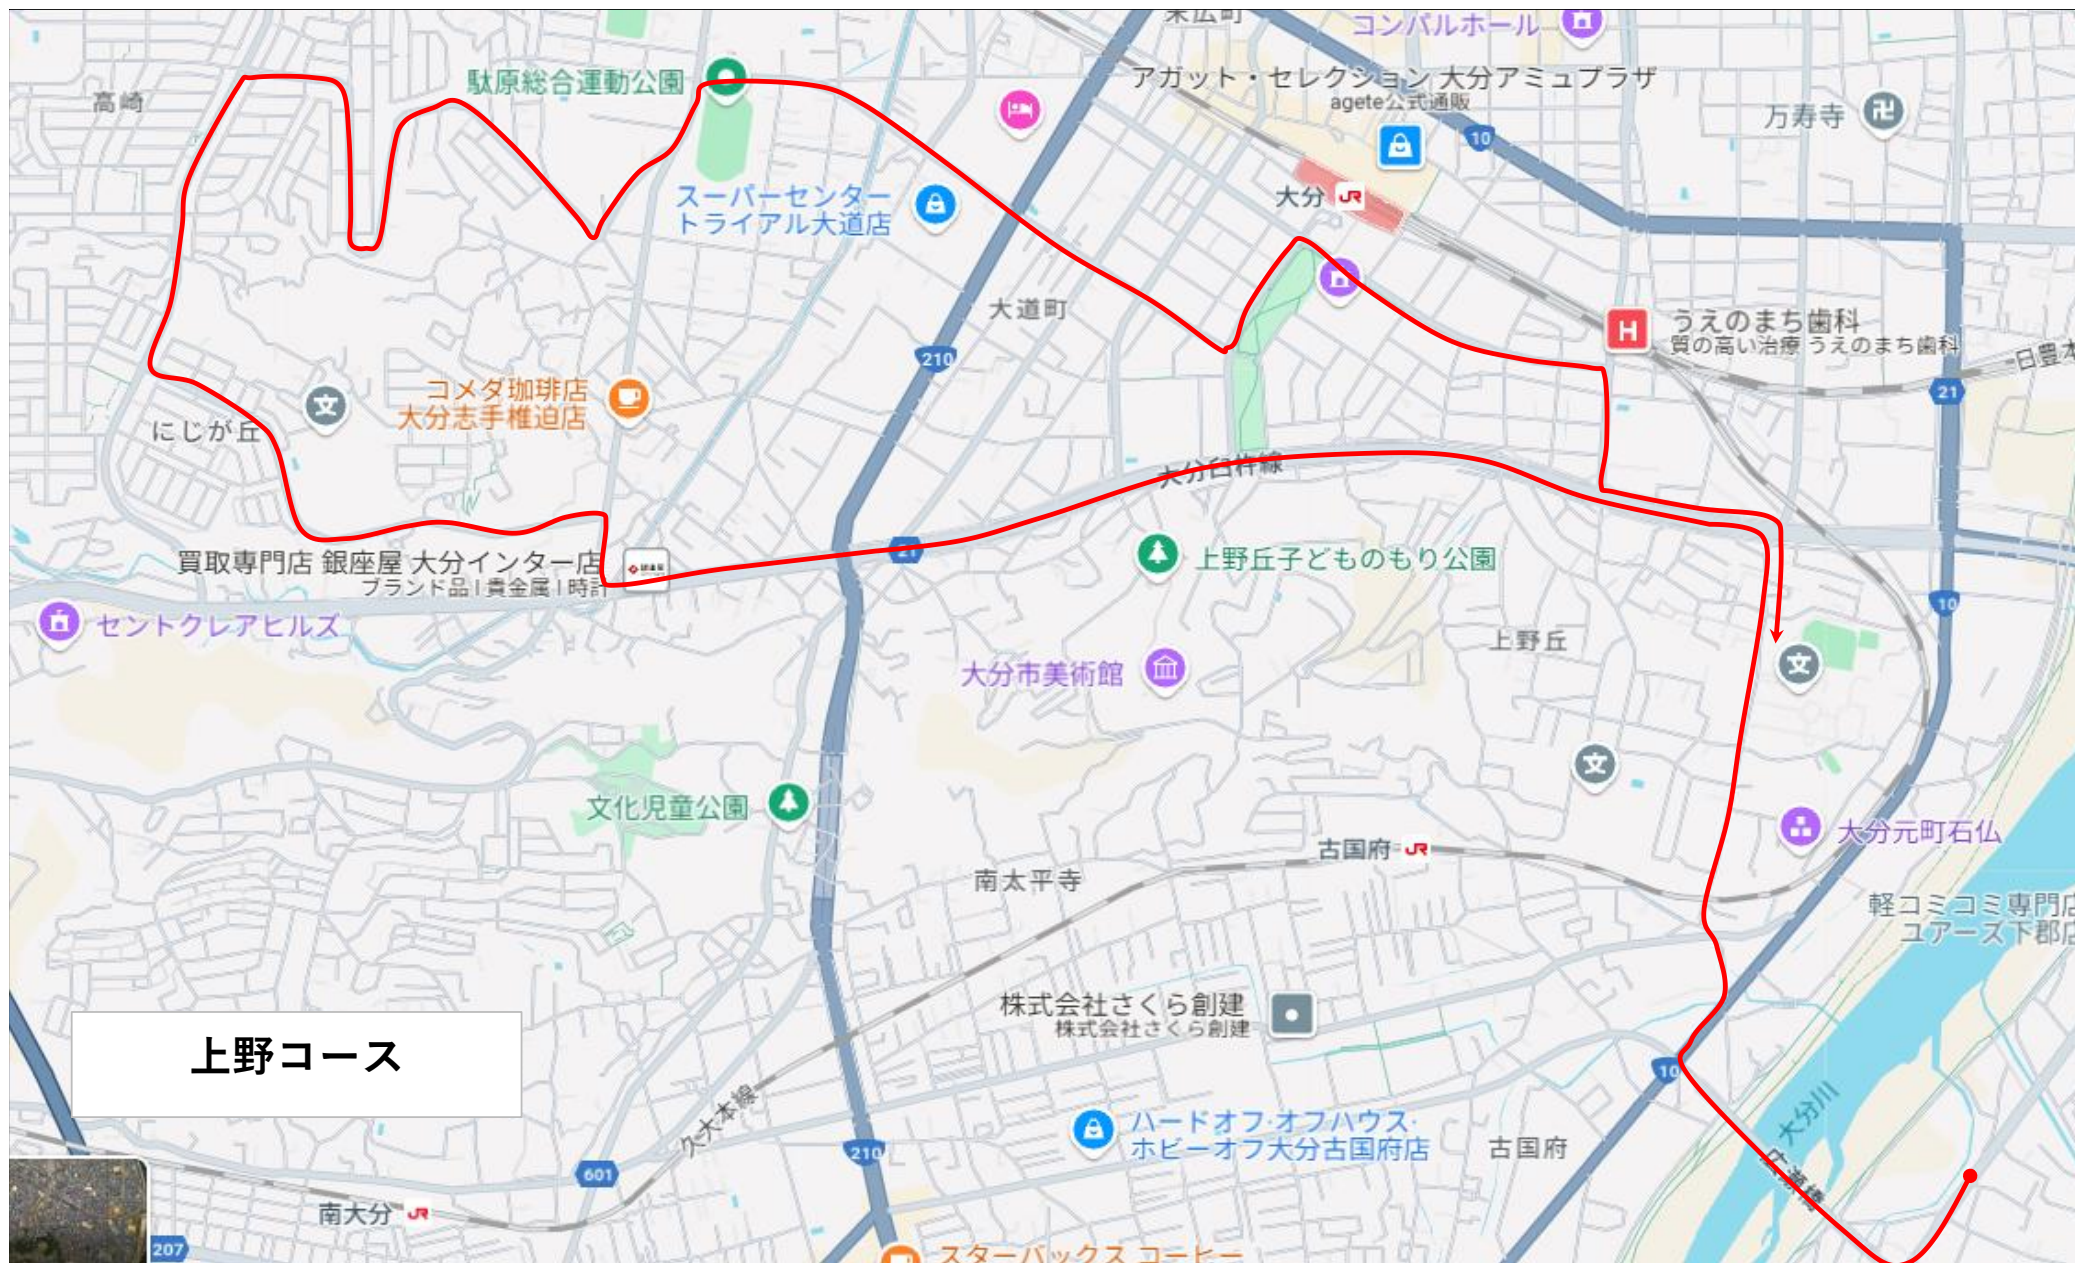 末広町
コンパルホール
駄原総合運動公園
アガット・セレクション 大分アミュプラザ
agete公式通販
高崎
万寿寺
10
スーパーセンター
トライアル大道店
大分
JR
大道町
210
うえのまち歯科
質の高い治療 うえのまち歯科
日豊本
H
コメダ珈琲店
大分志手椎迫店
文
21
にじが丘
大分臼杵線
買取専門店 銀座屋 大分インター店
ブランド品 | 貴金属 | 時計
21
上野丘子どものもり公園
セントクレアヒルズ
10
上野丘
大分市美術館
文
文
文化児童公園
大分元町石仏
古国府
JR
南太平寺
軽コミコミ専門店
ユアーズ下郡店
株式会社さくら創建
株式会社さくら創建
上野コース
10
久大本線
ハードオフ·オフハウス·
ホビーオフ大分古国府店
古国府
大分川
広瀬橋
210
601
南大分
JR
207
スターバックス コーヒー